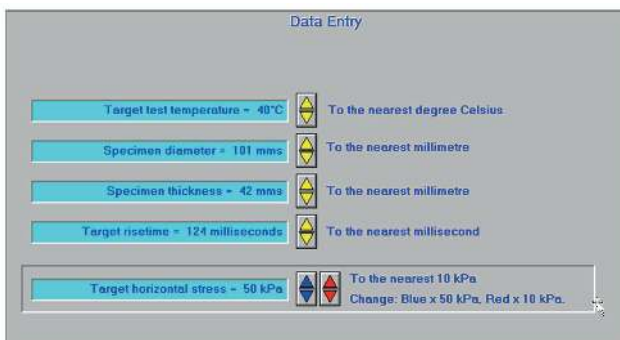 Data Entry
Target test temperature = 40°C To the nearest degree Celsius
Specimen diameter = 101 mms To the nearest millimetre
Specimen thickness = 42 mms To the nearest millimetre
Target risetime = 124 milliseconds To the nearest millisecond
Target horizontal stress = 50 kPa To the nearest 10 kPa
Change: Blue x 50 kPa, Red x 10 kPa.